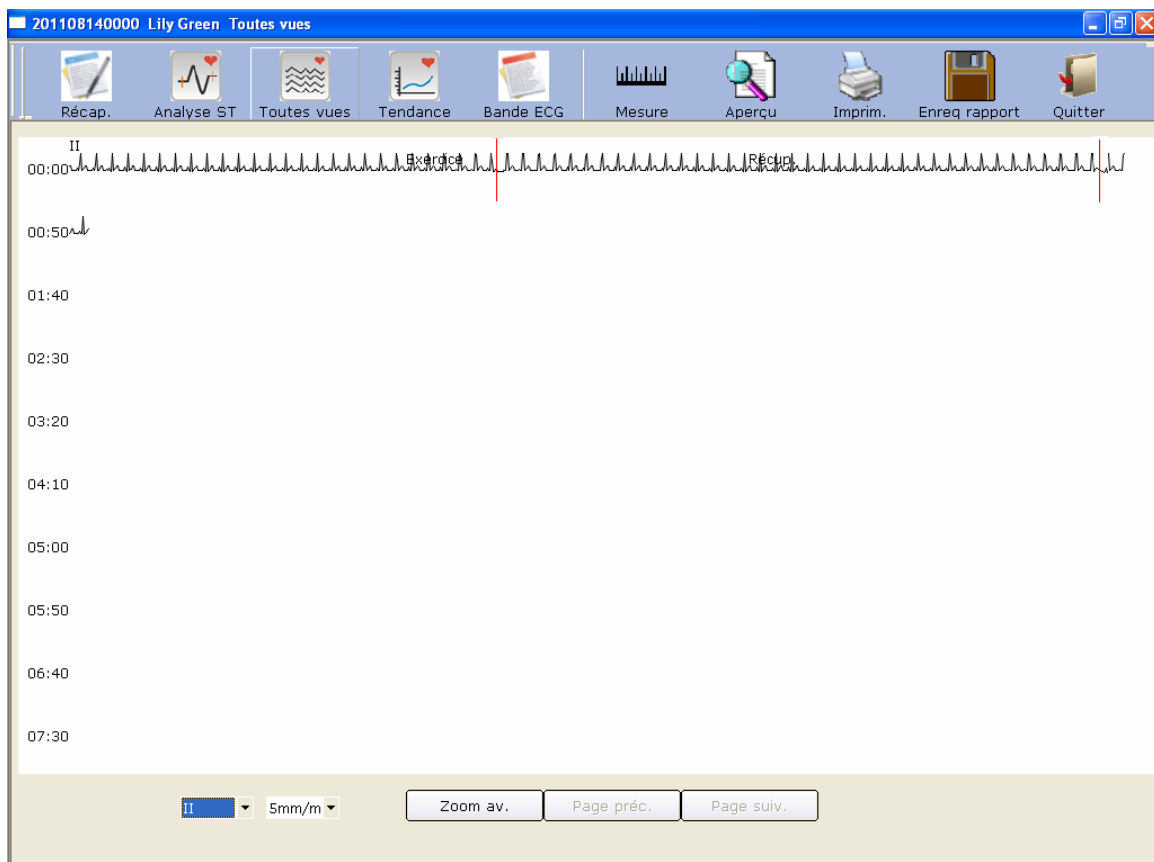 201108140000 Lily Green Toutes vues
Récap. Analyse ST Toutes vues Tendance Bande ECG Mesure Aperçu Imprim. Enreg rapport Quitter
II
Exercice Récup.
00:00
00:50
01:40
02:30
03:20
04:10
05:00
05:50
06:40
07:30
II 5mm/m Zoom av. Page préc. Page suiv.